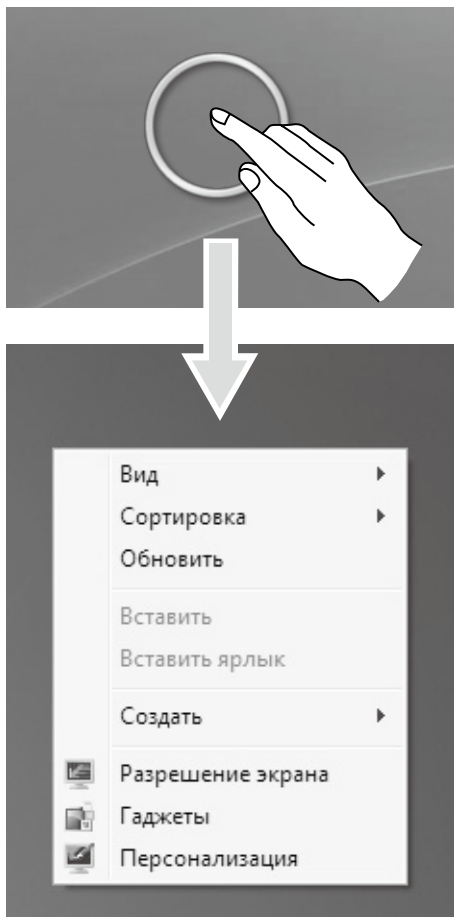 Вид
Сортировка
Обновить
Вставить
Вставить ярлык
Создать
Разрешение экрана
Гаджеты
Персонализация